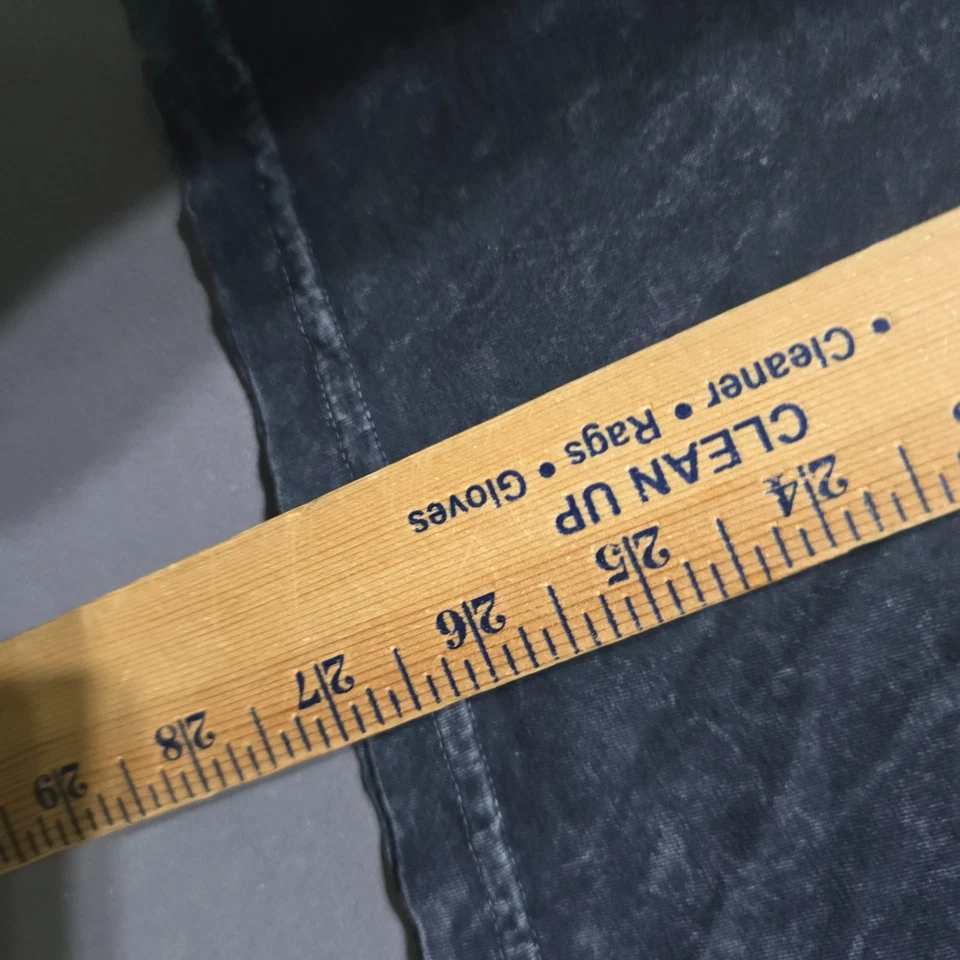 • Cleaner • Rags • Gloves
CLEAN UP
24 25 26 27 28 29